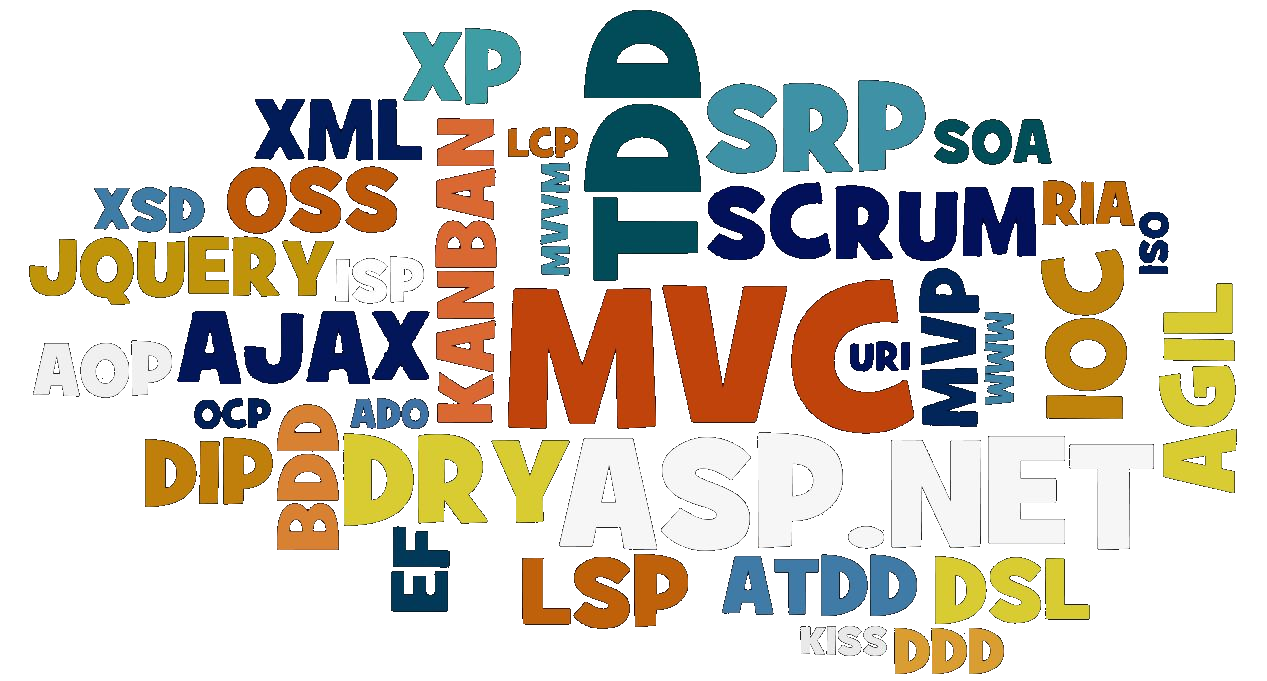 XP
TDD
SRP
XML
KANBAN
LCP
SOA
MVVM
XSD
OSS
SCRUM
RIA
ISO
JQUERY
ISP
MVC
MVP
IOC
AGIL
AOP
AJAX
URI
OCP
ADO
DIP
BDD
DRY
ASP.NET
EF
LSP
ATDD
DSL
KISS
DDD